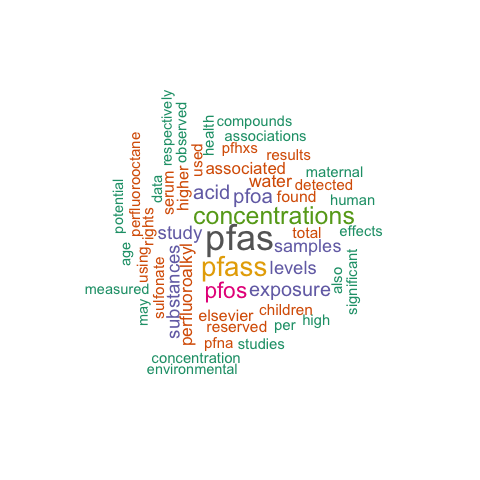 compounds
associations
pfhxs
results
health
used
observed
respectively
higher
serum
data
perfluorooctane
potential
rights
age
using
may
associated
maternal
water
detected
acid
pfoa
found
human
concentrations
study
total
effects
pfas
samples
pfass
levels
also
significant
measured
sulfonate
substances
perfluoroalkyl
pfos
exposure
elsevier
children
reserved
per
high
pfna
studies
concentration
environmental